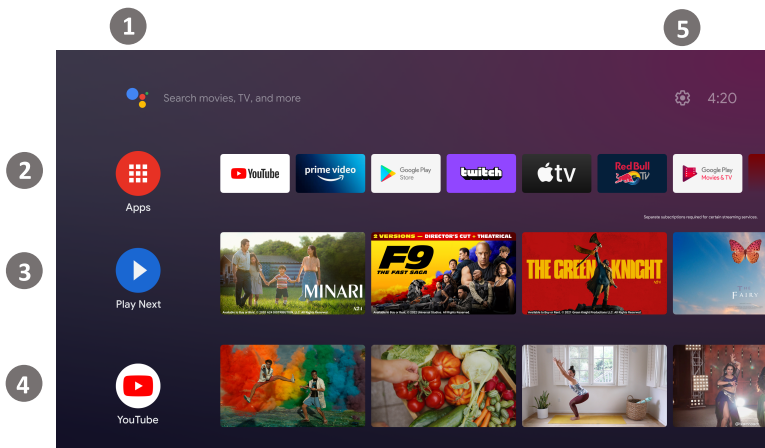 1
5
Search movies, TV, and more
4:20
2
YouTube
prime video
Google Play
Store
twitch
tv
Red Bull
TV
Google Play
Movies & TV
Apps
Separate subscriptions required for certain streaming services.
3
2 VERSIONS – DIRECTOR'S CUT + THEATRICAL
F9
THE FAST SAGA
THE GREEN KNIGHT
MINARI
FAIRY
Play Next
4
YouTube